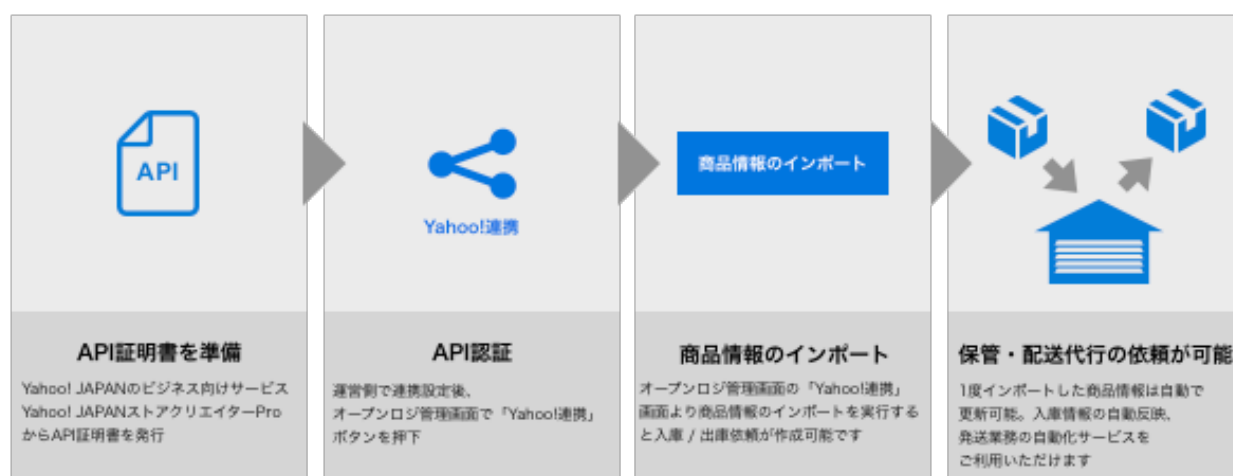 API
API証明書を準備
Yahoo! JAPANのビジネス向けサービス
Yahoo! JAPANストアクリエイターPro
からAPI証明書を発行
Yahoo!連携
API認証
運営側で連携設定後、
オープンロジ管理画面で「Yahoo!連携」
ボタンを押下
商品情報のインポート
商品情報のインポート
オープンロジ管理画面の「Yahoo!連携」
画面より商品情報のインポートを実行する
と入庫 / 出庫依頼が作成可能です
保管・配送代行の依頼が可能
1度インポートした商品情報は自動で
更新可能。入庫情報の自動反映、
発送業務の自動化サービスを
ご利用いただけます